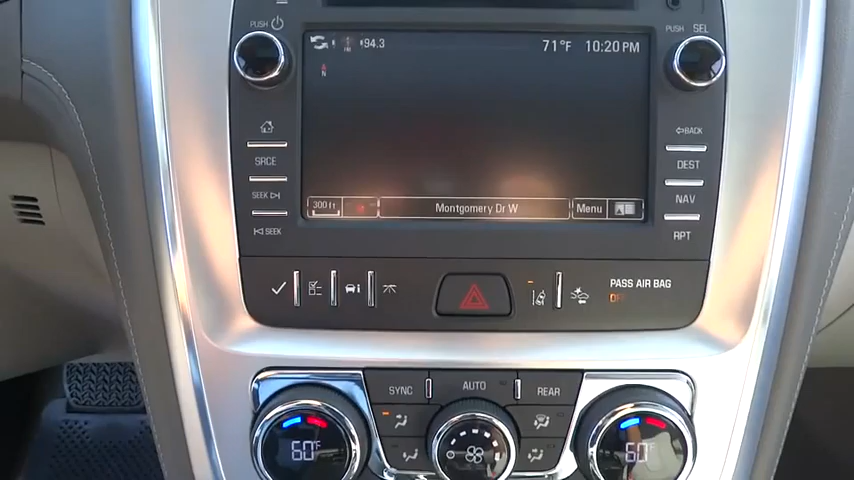 PUSH
94.3
71°F 10:20 PM
PUSH SEL
N
BACK
SRCE
DEST
SEEK
NAV
SEEK
RPT
300 ft
Montgomery Dr W
Menu
PASS AIR BAG
OFF
SYNC
AUTO
REAR
60°
60°